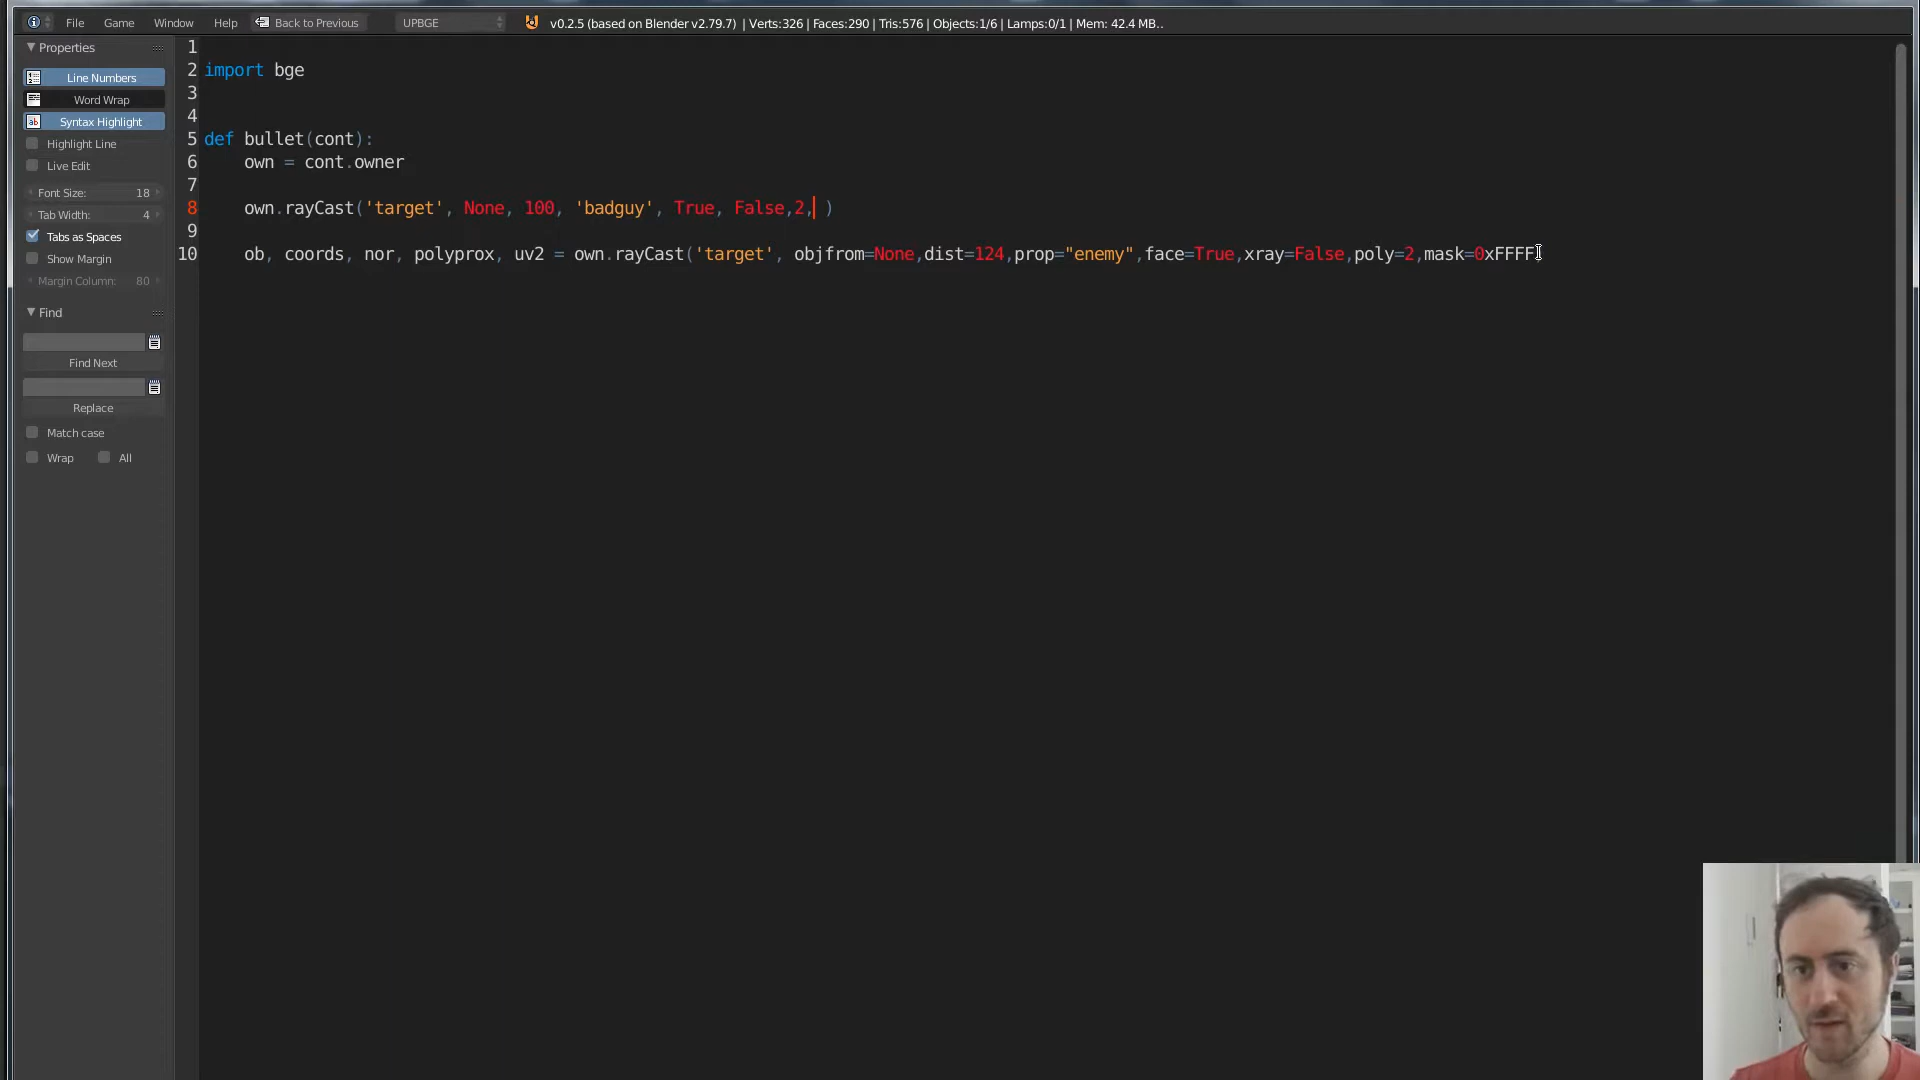 File Game Window Help Back to Previous UPBGE v0.2.5 (based on Blender v2.79.7) | Verts:326 | Faces:290 | Tris:576 | Objects:1/6 | Lamps:0/1 | Mem: 42.4 MB..
Properties
Line Numbers
Word Wrap
Syntax Highlight
Highlight Line
Live Edit
Font Size: 18
Tab Width: 4
Tabs as Spaces
Show Margin
Margin Column: 80
Find
Find Next
Replace
Match case
Wrap All
1
2 import bge
3
4
5 def bullet(cont):
6 own = cont.owner
7
8 own.rayCast('target', None, 100, 'badguy', True, False,2, )
9
10 ob, coords, nor, polyprox, uv2 = own.rayCast('target', objfrom=None,dist=124,prop="enemy",face=True,xray=False,poly=2,mask=0xFFFF)